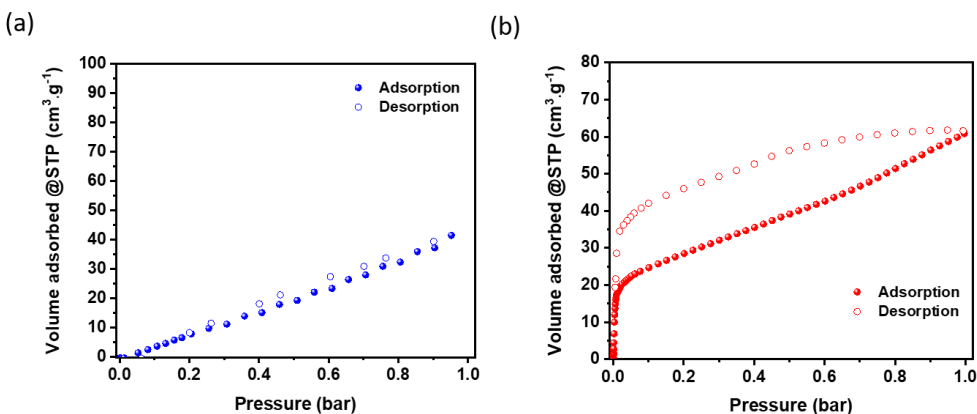 (a)
(b)
Volume adsorbed @STP (cm³.g⁻¹)
100
90
80
70
60
50
40
30
20
10
0
Adsorption
Desorption
0.0 0.2 0.4 0.6 0.8 1.0
Pressure (bar)
Volume adsorbed @STP (cm³.g⁻¹)
80
70
60
50
40
30
20
10
0
Adsorption
Desorption
0.0 0.2 0.4 0.6 0.8 1.0
Pressure (bar)